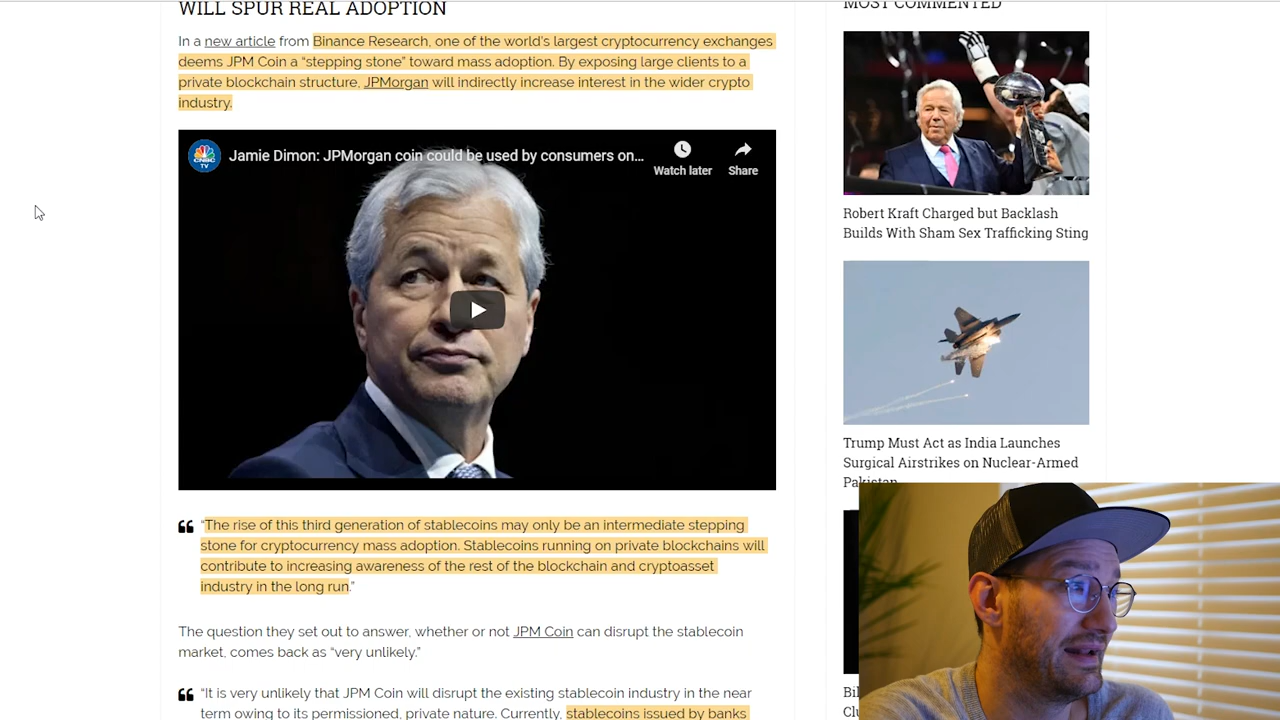 WILL SPUR REAL ADOPTION
In a new article from Binance Research, one of the world's largest cryptocurrency exchanges
deems JPM Coin a “stepping stone” toward mass adoption. By exposing large clients to a
private blockchain structure, JPMorgan will indirectly increase interest in the wider crypto
industry.
CNBC
TV
Jamie Dimon: JPMorgan coin could be used by consumers on...
Watch later
Share
“The rise of this third generation of stablecoins may only be an intermediate stepping
stone for cryptocurrency mass adoption. Stablecoins running on private blockchains will
contribute to increasing awareness of the rest of the blockchain and cryptoasset
industry in the long run.”
The question they set out to answer, whether or not JPM Coin can disrupt the stablecoin
market, comes back as “very unlikely.”
“It is very unlikely that JPM Coin will disrupt the existing stablecoin industry in the near
term owing to its permissioned, private nature. Currently, stablecoins issued by banks
MOST COMMENTED
Robert Kraft Charged but Backlash
Builds With Sham Sex Trafficking Sting
Trump Must Act as India Launches
Surgical Airstrikes on Nuclear-Armed
Pakistan